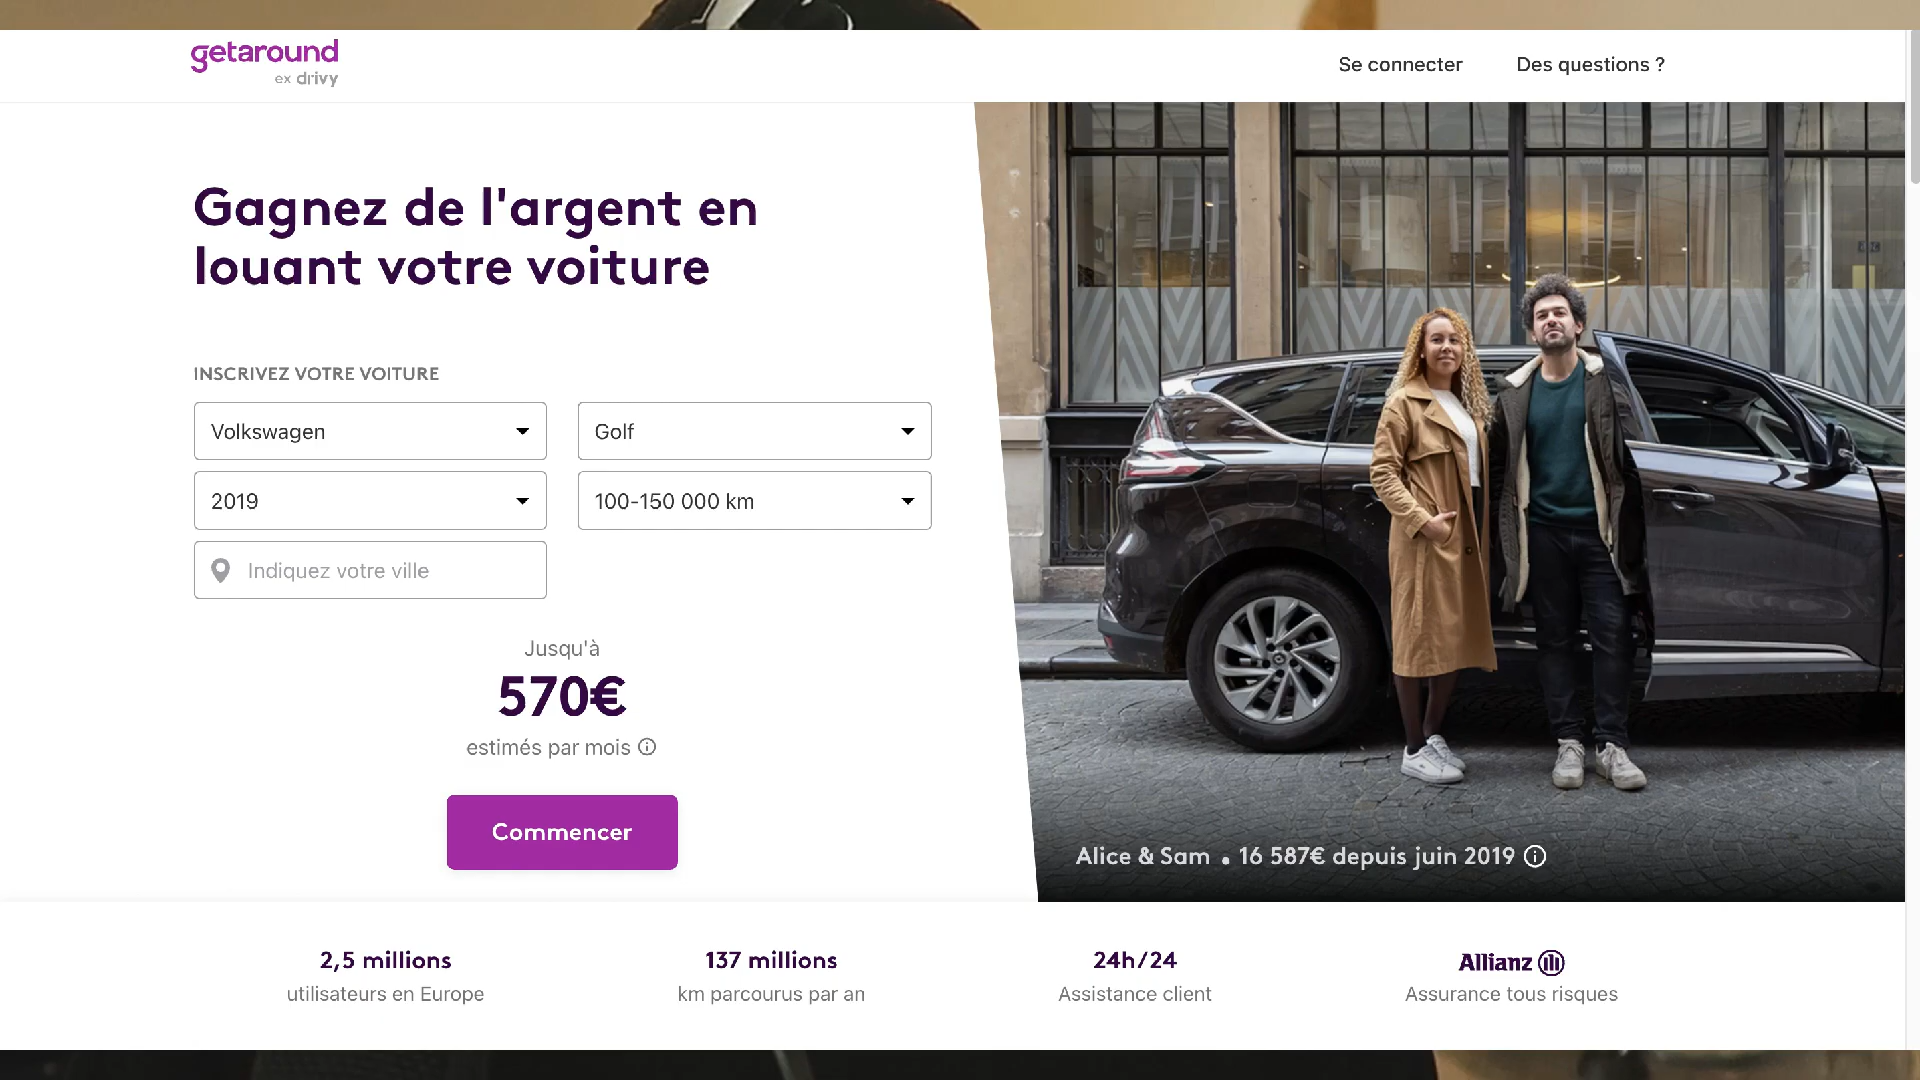 getaround
ex drivy
Se connecter
Des questions ?
Gagnez de l'argent en
louant votre voiture
INSCRIVEZ VOTRE VOITURE
Volkswagen
Golf
2019
100-150 000 km
Indiquez votre ville
Jusqu'à
570€
estimés par mois
Commencer
Alice & Sam • 16 587€ depuis juin 2019
2,5 millions
utilisateurs en Europe
137 millions
km parcourus par an
24h/24
Assistance client
Allianz
Assurance tous risques